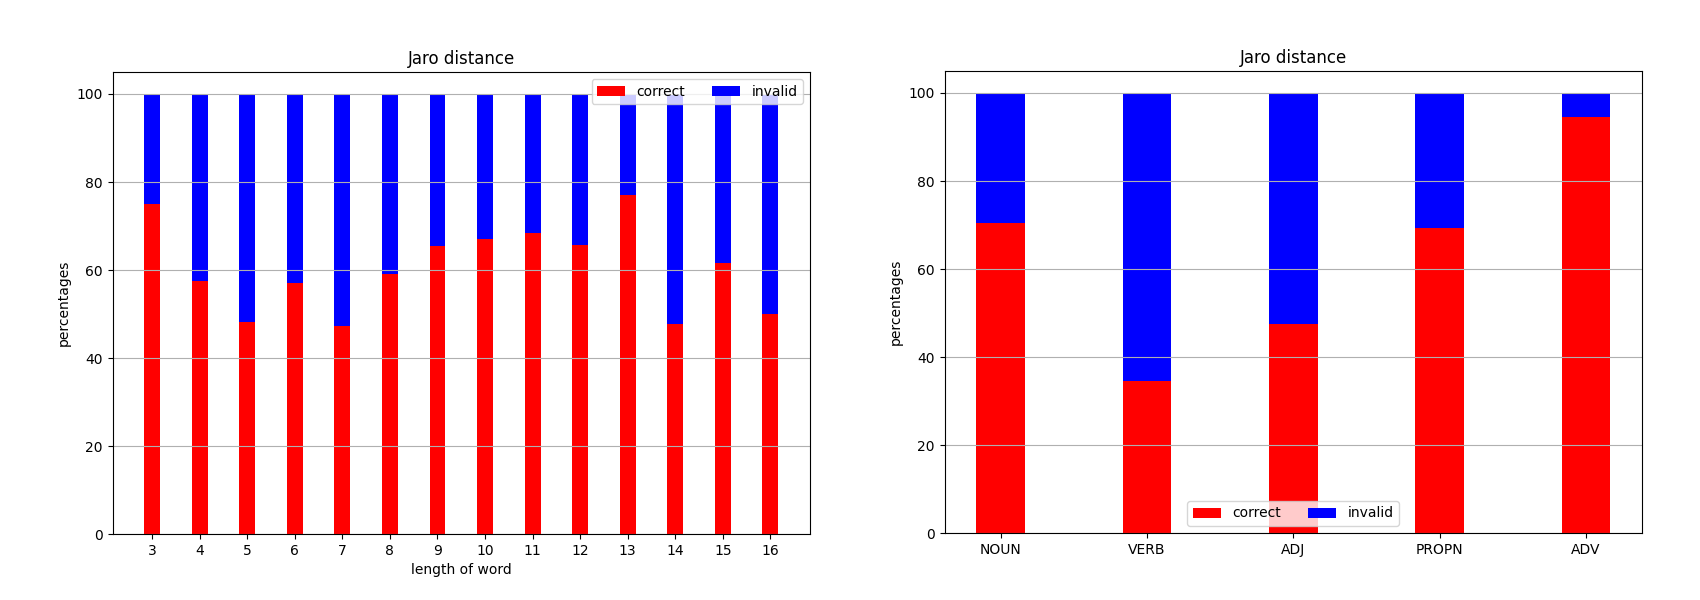 Jaro distance
correct invalid
100
80
60
40
20
0
percentages
3 4 5 6 7 8 9 10 11 12 13 14 15 16
length of word
Jaro distance
100
80
60
40
20
0
percentages
correct invalid
NOUN VERB ADJ PROPN ADV